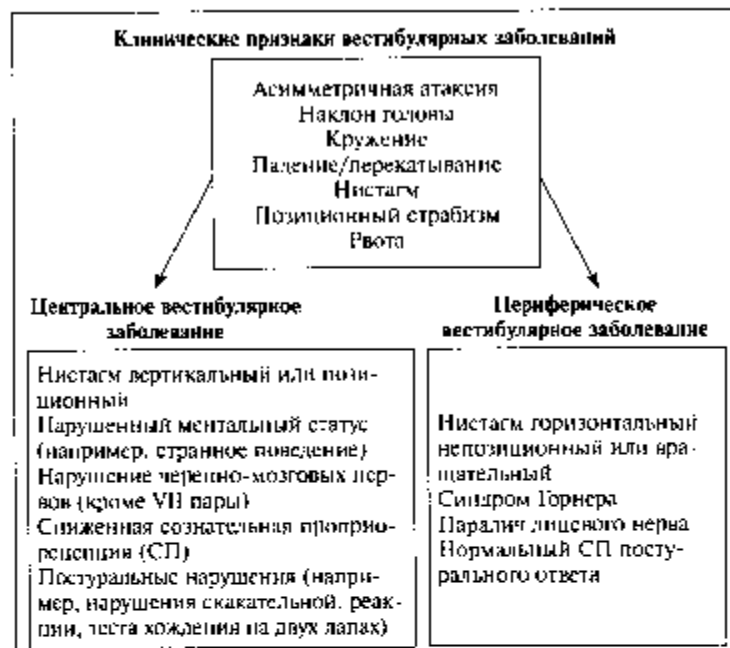 Клинические признаки вестибулярных заболеваний
Асимметричная атаксия
Наклон головы
Кружение
Падение/перекатывание
Нистагм
Позиционный страбизм
Рвота
Центральное вестибулярное
заболевание
Нистагм вертикальный или пози-
ционный
Нарушенный ментальный статус
(например, странное поведение)
Нарушение черепно-мозговых нер-
вов (кроме VII пары)
Сниженная сознательная проприо-
рецепция (СП)
Постуральные нарушения (напри-
мер, нарушения скакательной, реак-
ции, теста хождения на двух лапах)
Периферическое
вестибулярное заболевание
Нистагм горизонтальный
непозиционный или вра-
щательный
Синдром Горнера
Паралич лицевого нерва
Нормальный СП посту-
рального ответа